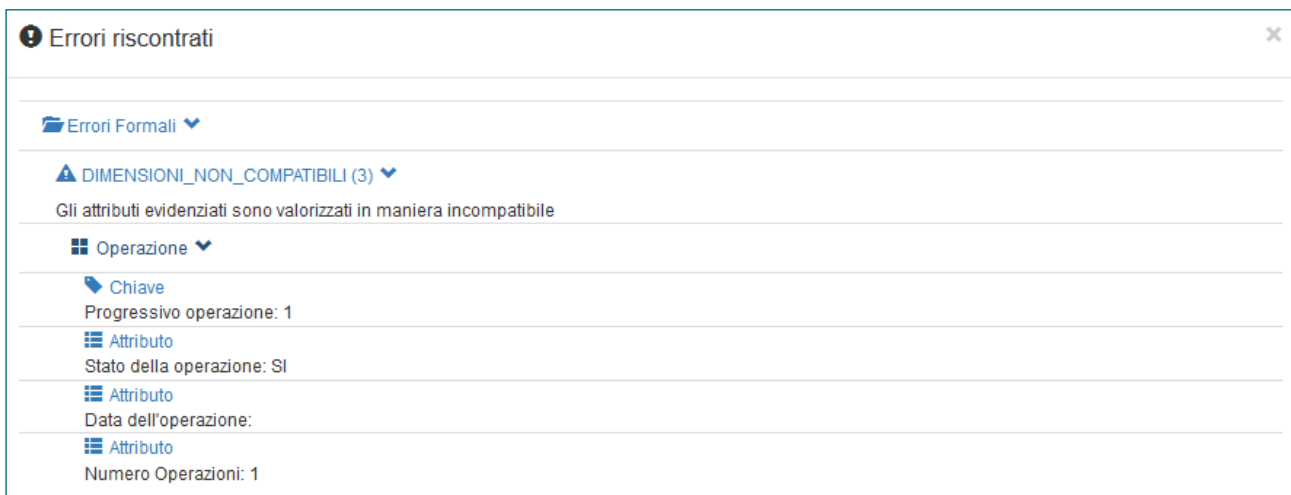 Errori riscontrati
Errori Formali
DIMENSIONI_NON_COMPATIBILI (3)
Gli attributi evidenziati sono valorizzati in maniera incompatibile
Operazione
Chiave
Progressivo operazione: 1
Attributo
Stato della operazione: SI
Attributo
Data dell'operazione:
Attributo
Numero Operazioni: 1